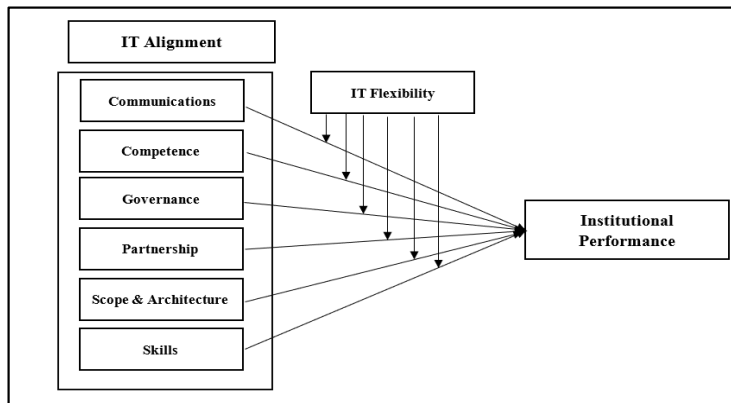 IT Alignment
IT Flexibility
Communications
Competence
Governance
Partnership
Scope & Architecture
Skills
Institutional
Performance